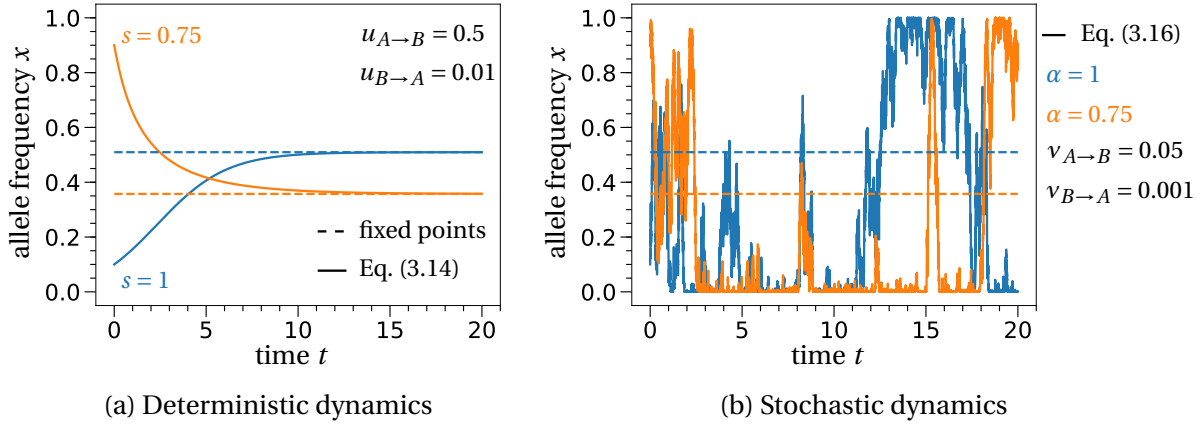 1.0
0.8
0.6
0.4
0.2
0.0
allele frequency x
s = 0.75
u_{A→B} = 0.5
u_{B→A} = 0.01
fixed points
Eq. (3.14)
s = 1
0 5 10 15 20
time t
(a) Deterministic dynamics
1.0
0.8
0.6
0.4
0.2
0.0
allele frequency x
0 5 10 15 20
time t
Eq. (3.16)
α = 1
α = 0.75
ν_{A→B} = 0.05
ν_{B→A} = 0.001
(b) Stochastic dynamics